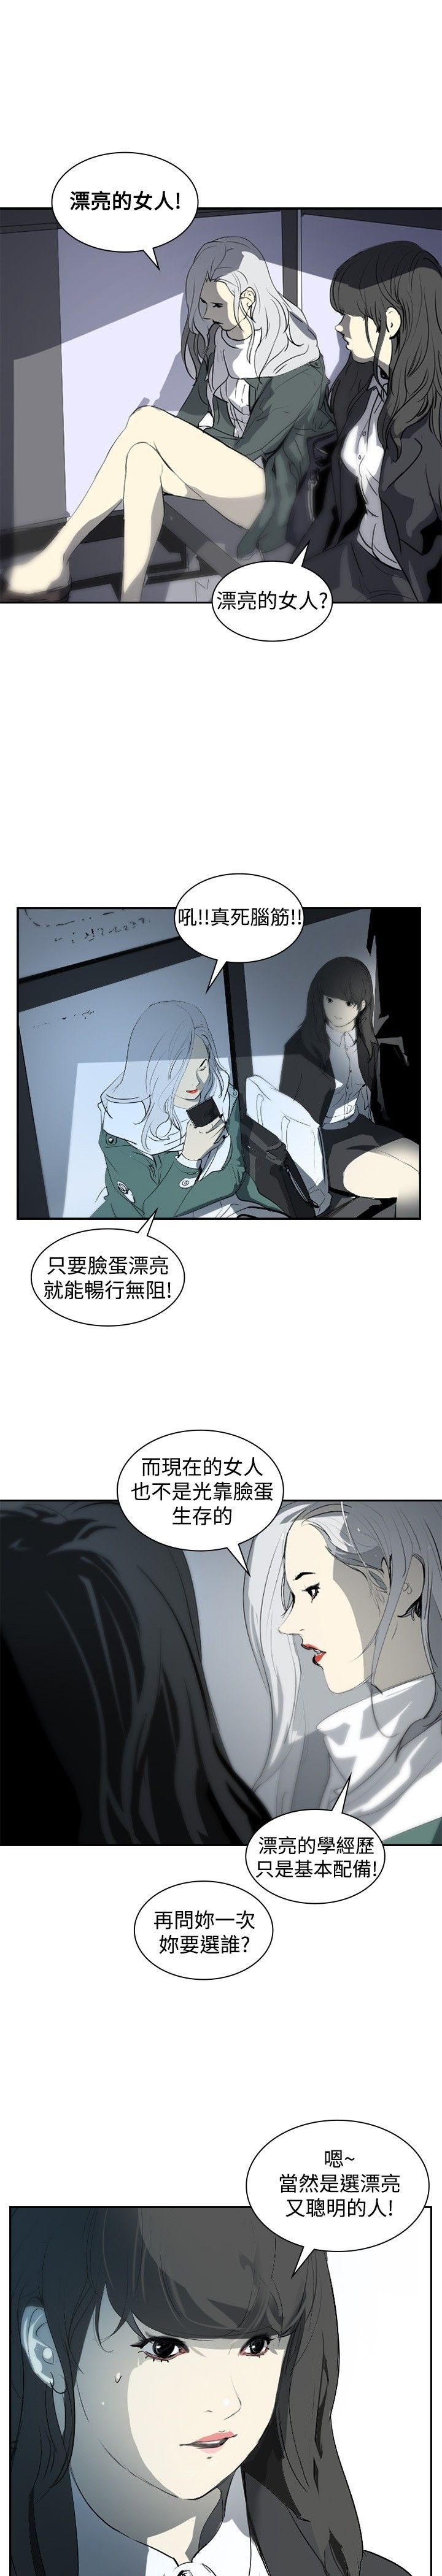 漂亮的女人!
漂亮的女人?
吼!!真死腦筋!!
只要臉蛋漂亮
就能暢行無阻!
而現在的女人
也不是光靠臉蛋
生存的
漂亮的學經歷
只是基本配備!
再問妳一次
妳要選誰?
嗯~
當然是選漂亮
又聰明的人!